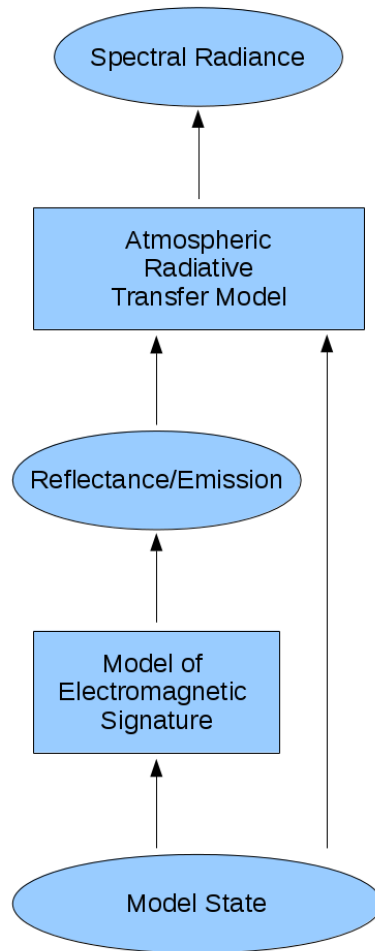 Spectral Radiance
Atmospheric
Radiative
Transfer Model
Reflectance/Emission
Model of
Electromagnetic
Signature
Model State